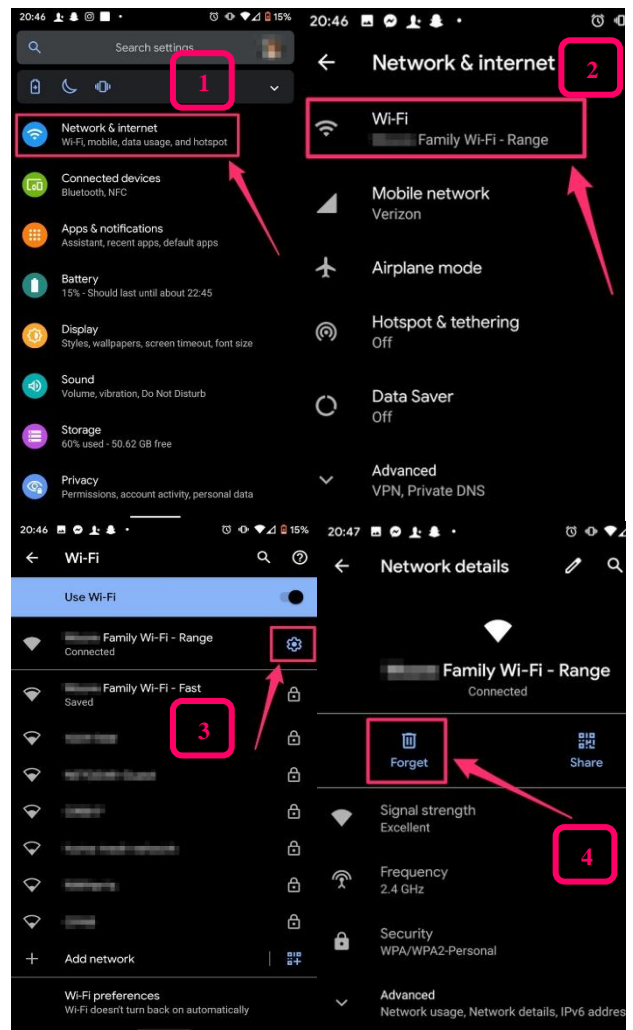 20:46 15%
Search settings
1
Network & internet
Wi-Fi, mobile, data usage, and hotspot
Connected devices
Bluetooth, NFC
Apps & notifications
Assistant, recent apps, default apps
Battery
15% - Should last until about 22:45
Display
Styles, wallpapers, screen timeout, font size
Sound
Volume, vibration, Do Not Disturb
Storage
60% used - 50.62 GB free
Privacy
Permissions, account activity, personal data
20:46
Network & internet
2
Wi-Fi
Family Wi-Fi - Range
Mobile network
Verizon
Airplane mode
Hotspot & tethering
Off
Data Saver
Off
Advanced
VPN, Private DNS
20:46 15%
Wi-Fi
Use Wi-Fi
Family Wi-Fi - Range
Connected
Family Wi-Fi - Fast
Saved
3
Add network
Wi-Fi preferences
Wi-Fi doesn't turn back on automatically
20:47
Network details
Family Wi-Fi - Range
Connected
Forget Share
Signal strength
Excellent
4
Frequency
2.4 GHz
Security
WPA/WPA2-Personal
Advanced
Network usage, Network details, IPv6 addres